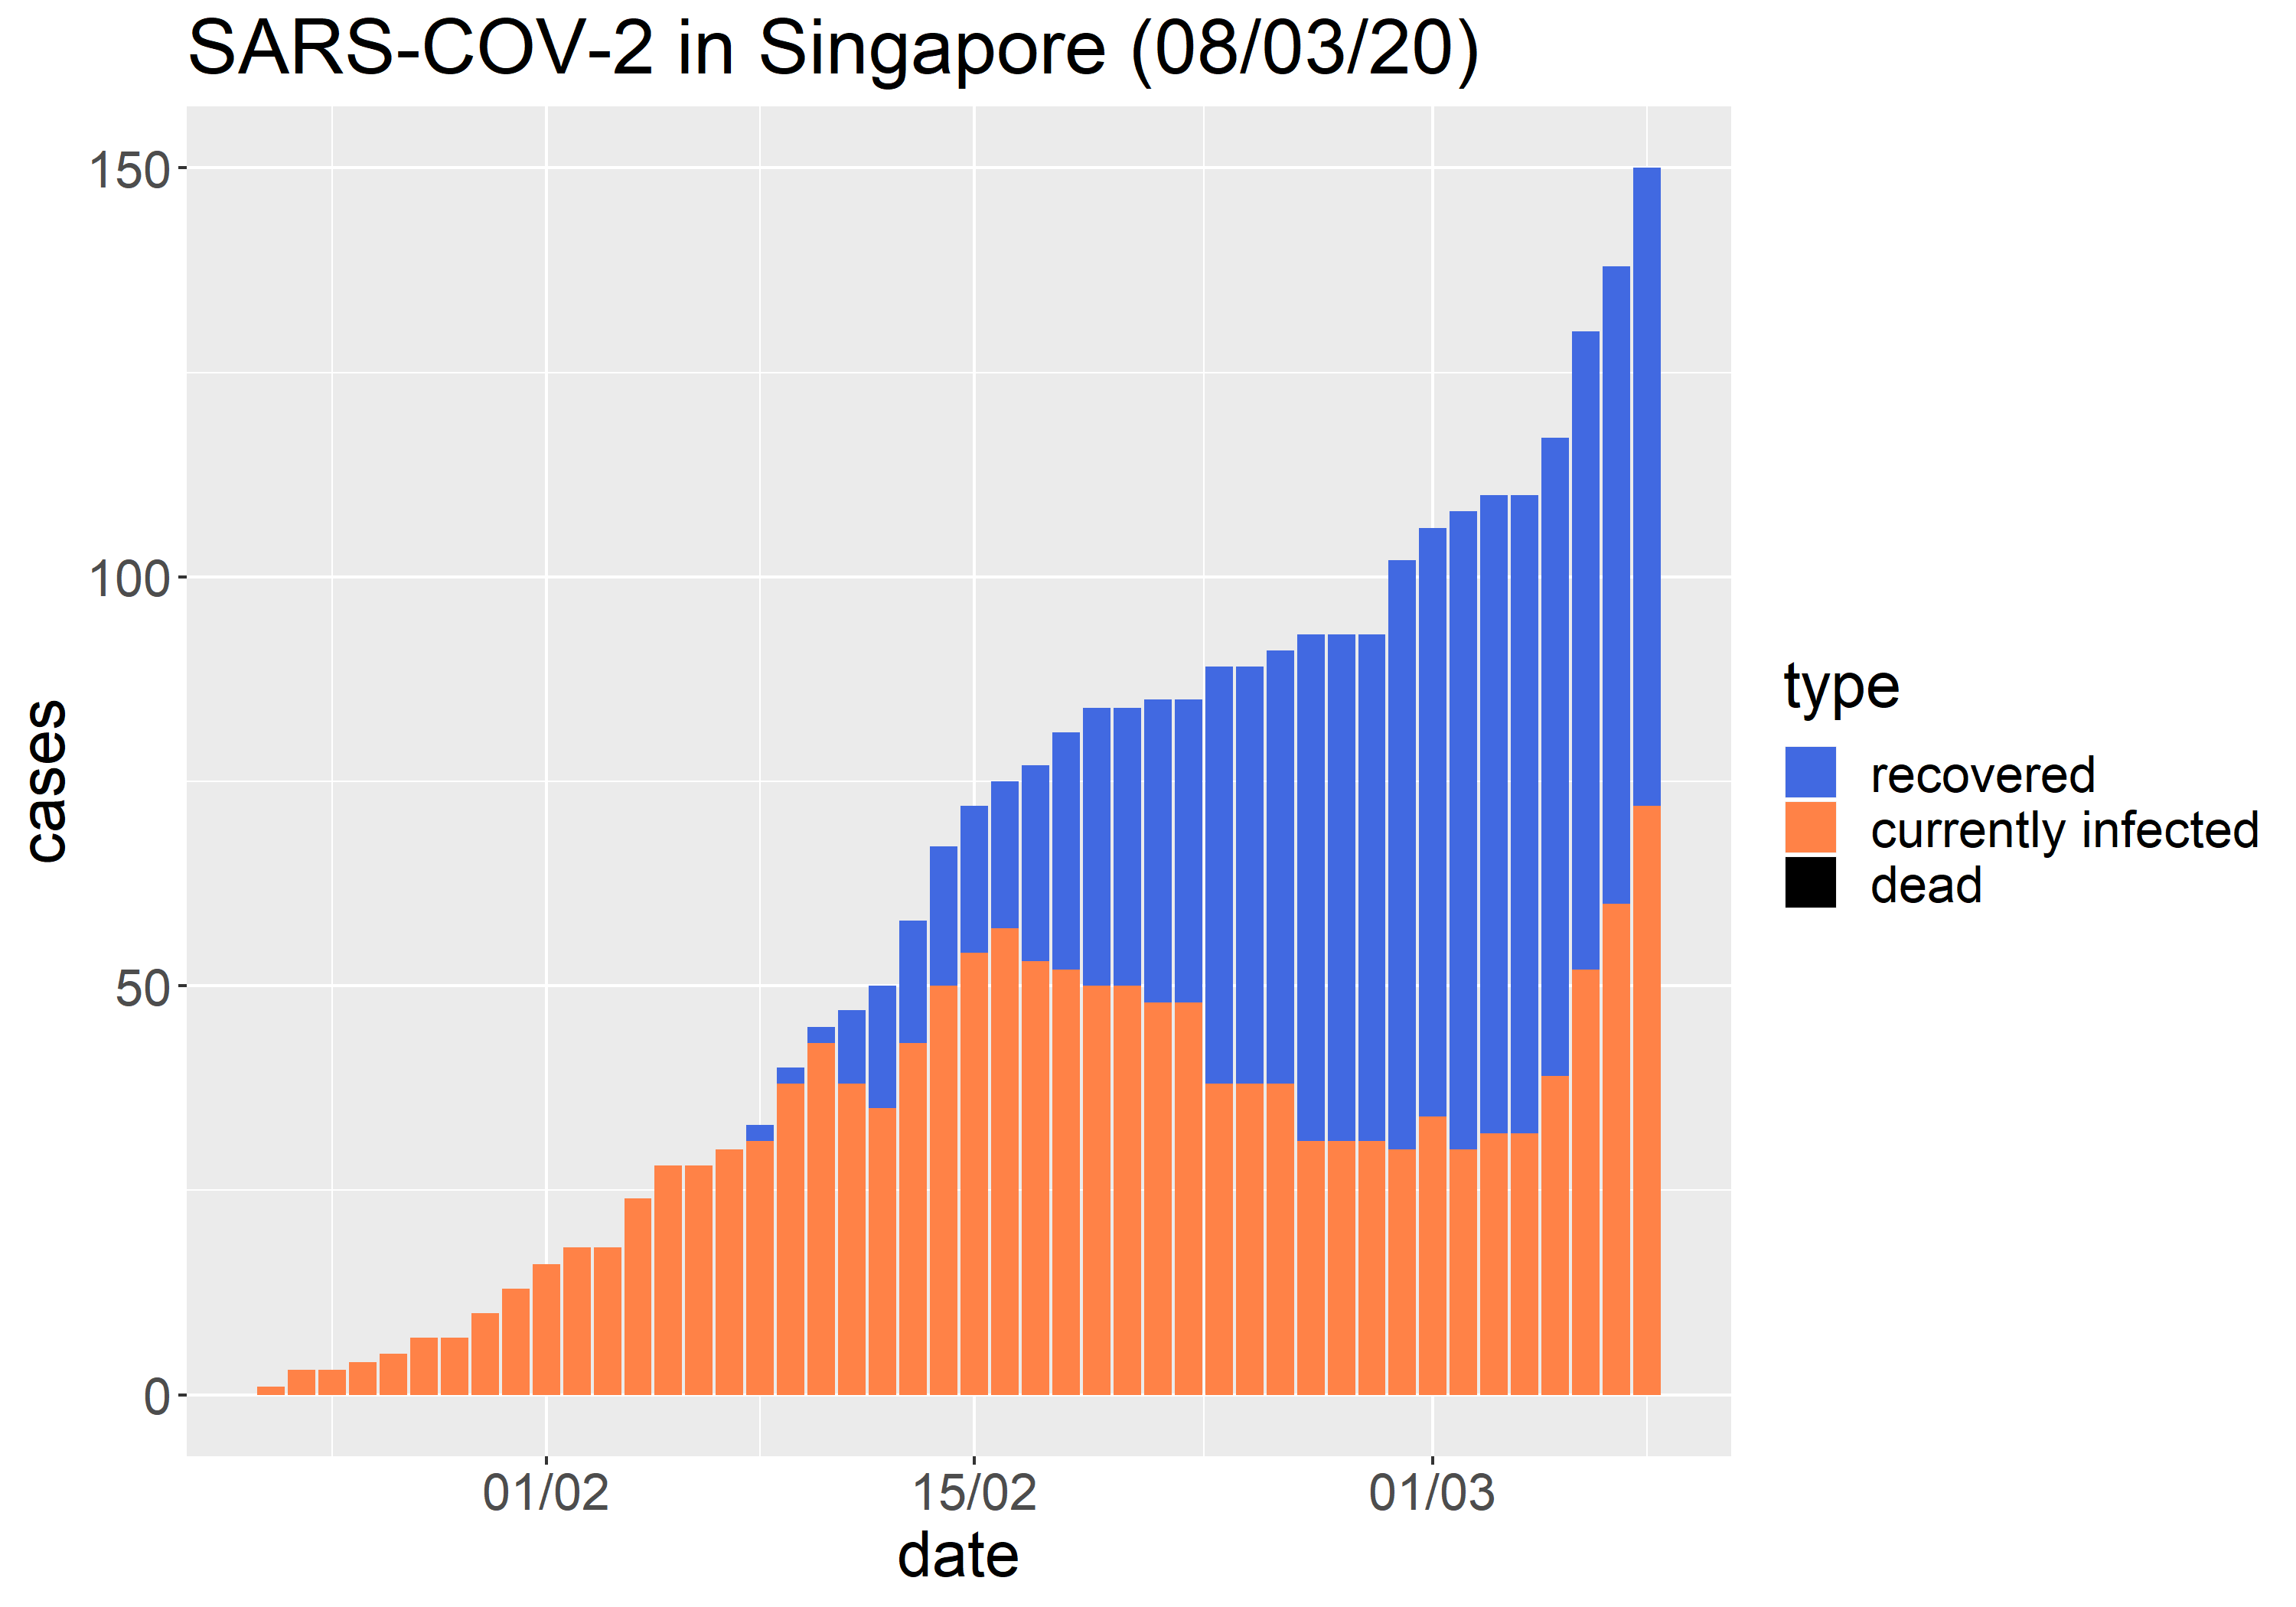 SARS-COV-2 in Singapore (08/03/20)
150
100
50
0
cases
01/02
15/02
01/03
date
type
recovered
currently infected
dead